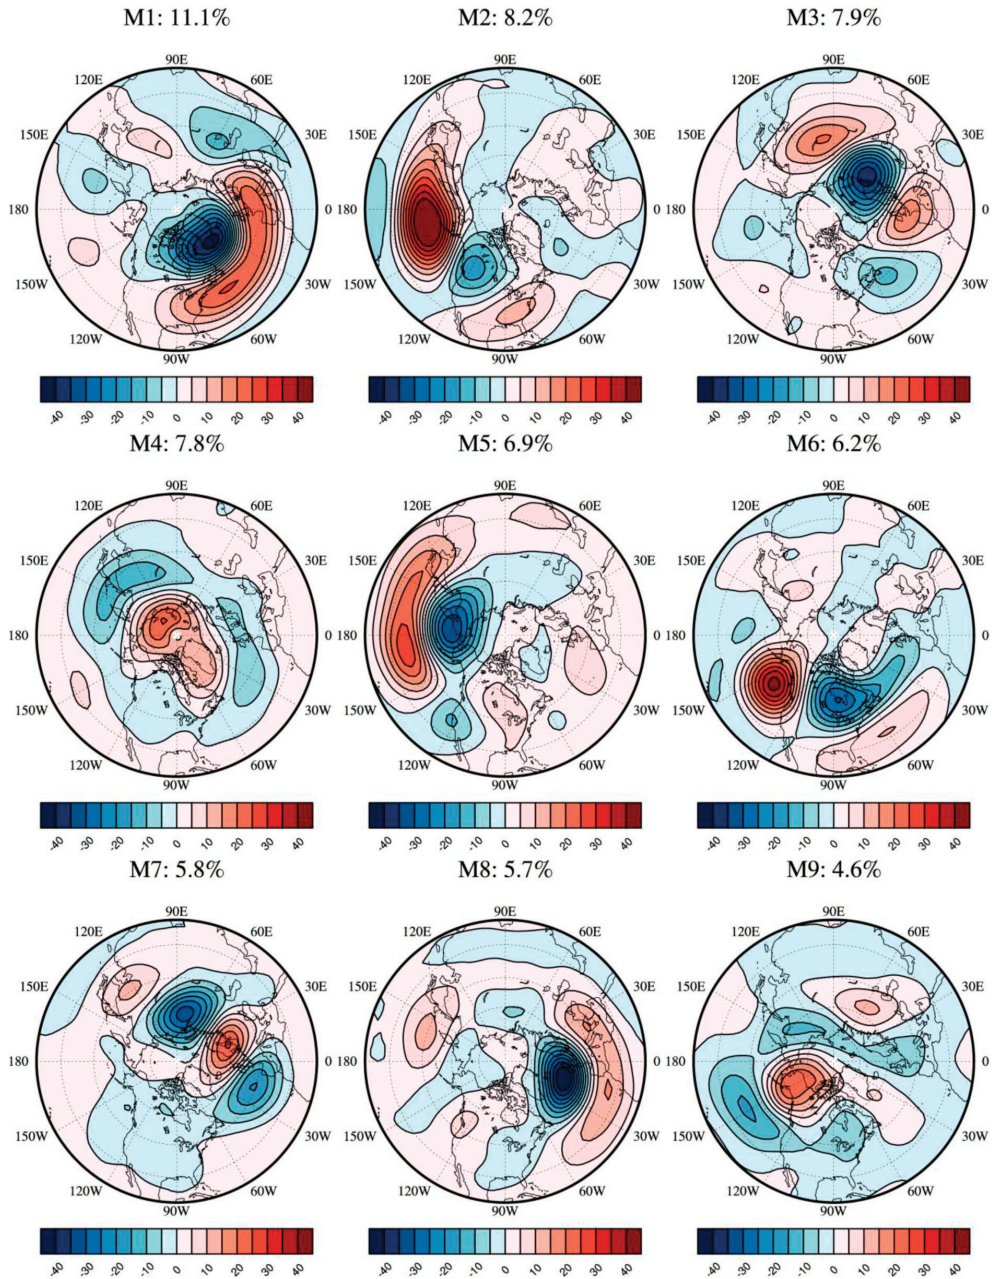 M1: 11.1% M2: 8.2% M3: 7.9%
90E 90E 90E
120E 60E 120E 60E 120E 60E
150E 30E 150E 30E 150E 30E
180 0 180 0 180 0
150W 30W 150W 30W 150W 30W
120W 60W 120W 60W 120W 60W
90W 90W 90W
-40 -30 -20 -10 0 10 20 30 40 -40 -30 -20 -10 0 10 20 30 40 -40 -30 -20 -10 0 10 20 30 40
M4: 7.8% M5: 6.9% M6: 6.2%
90E 90E 90E
120E 60E 120E 60E 120E 60E
150E 30E 150E 30E 150E 30E
180 0 180 0 180 0
150W 30W 150W 30W 150W 30W
120W 60W 120W 60W 120W 60W
90W 90W 90W
-40 -30 -20 -10 0 10 20 30 40 -40 -30 -20 -10 0 10 20 30 40 -40 -30 -20 -10 0 10 20 30 40
M7: 5.8% M8: 5.7% M9: 4.6%
90E 90E 90E
120E 60E 120E 60E 120E 60E
150E 30E 150E 30E 150E 30E
180 0 180 0 180 0
150W 30W 150W 30W 150W 30W
120W 60W 120W 60W 120W 60W
90W 90W 90W
-40 -30 -20 -10 0 10 20 30 40 -40 -30 -20 -10 0 10 20 30 40 -40 -30 -20 -10 0 10 20 30 40